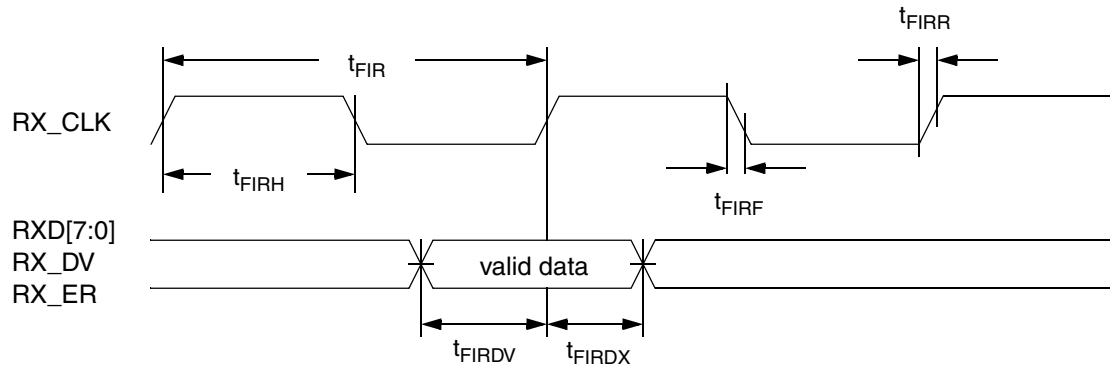 tFIRR
tFIR
RX_CLK
tFIRH
tFIRF
RXD[7:0]
RX_DV
valid data
RX_ER
tFIRDV
tFIRDX